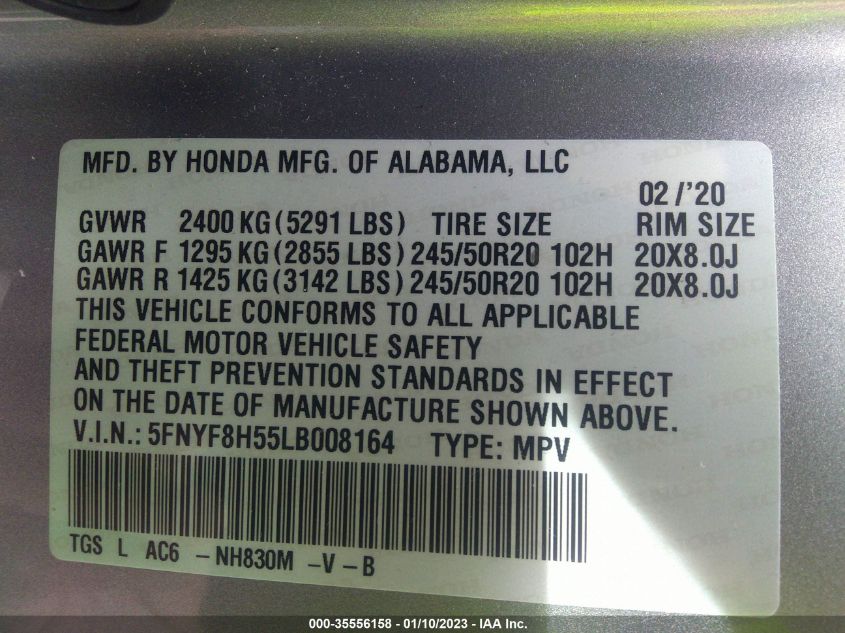 MFD. BY HONDA MFG. OF ALABAMA, LLC
02 /'20
GVWR 2400 KG (5291 LBS) TIRE SIZE RIM SIZE
GAWR F 1295 KG (2855 LBS) 245/50R20 102H 20X8.0J
GAWR R 1425 KG (3142 LBS) 245/50R20 102H 20X8.0J
THIS VEHICLE CONFORMS TO ALL APPLICABLE
FEDERAL MOTOR VEHICLE SAFETY
AND THEFT PREVENTION STANDARDS IN EFFECT
ON THE DATE OF MANUFACTURE SHOWN ABOVE.
V.I.N.: 5FNYF8H55LB008164 TYPE: MPV
TGS L AC6 - NH830M - V - B
000-35556158 - 01/10/2023 - IAA Inc.